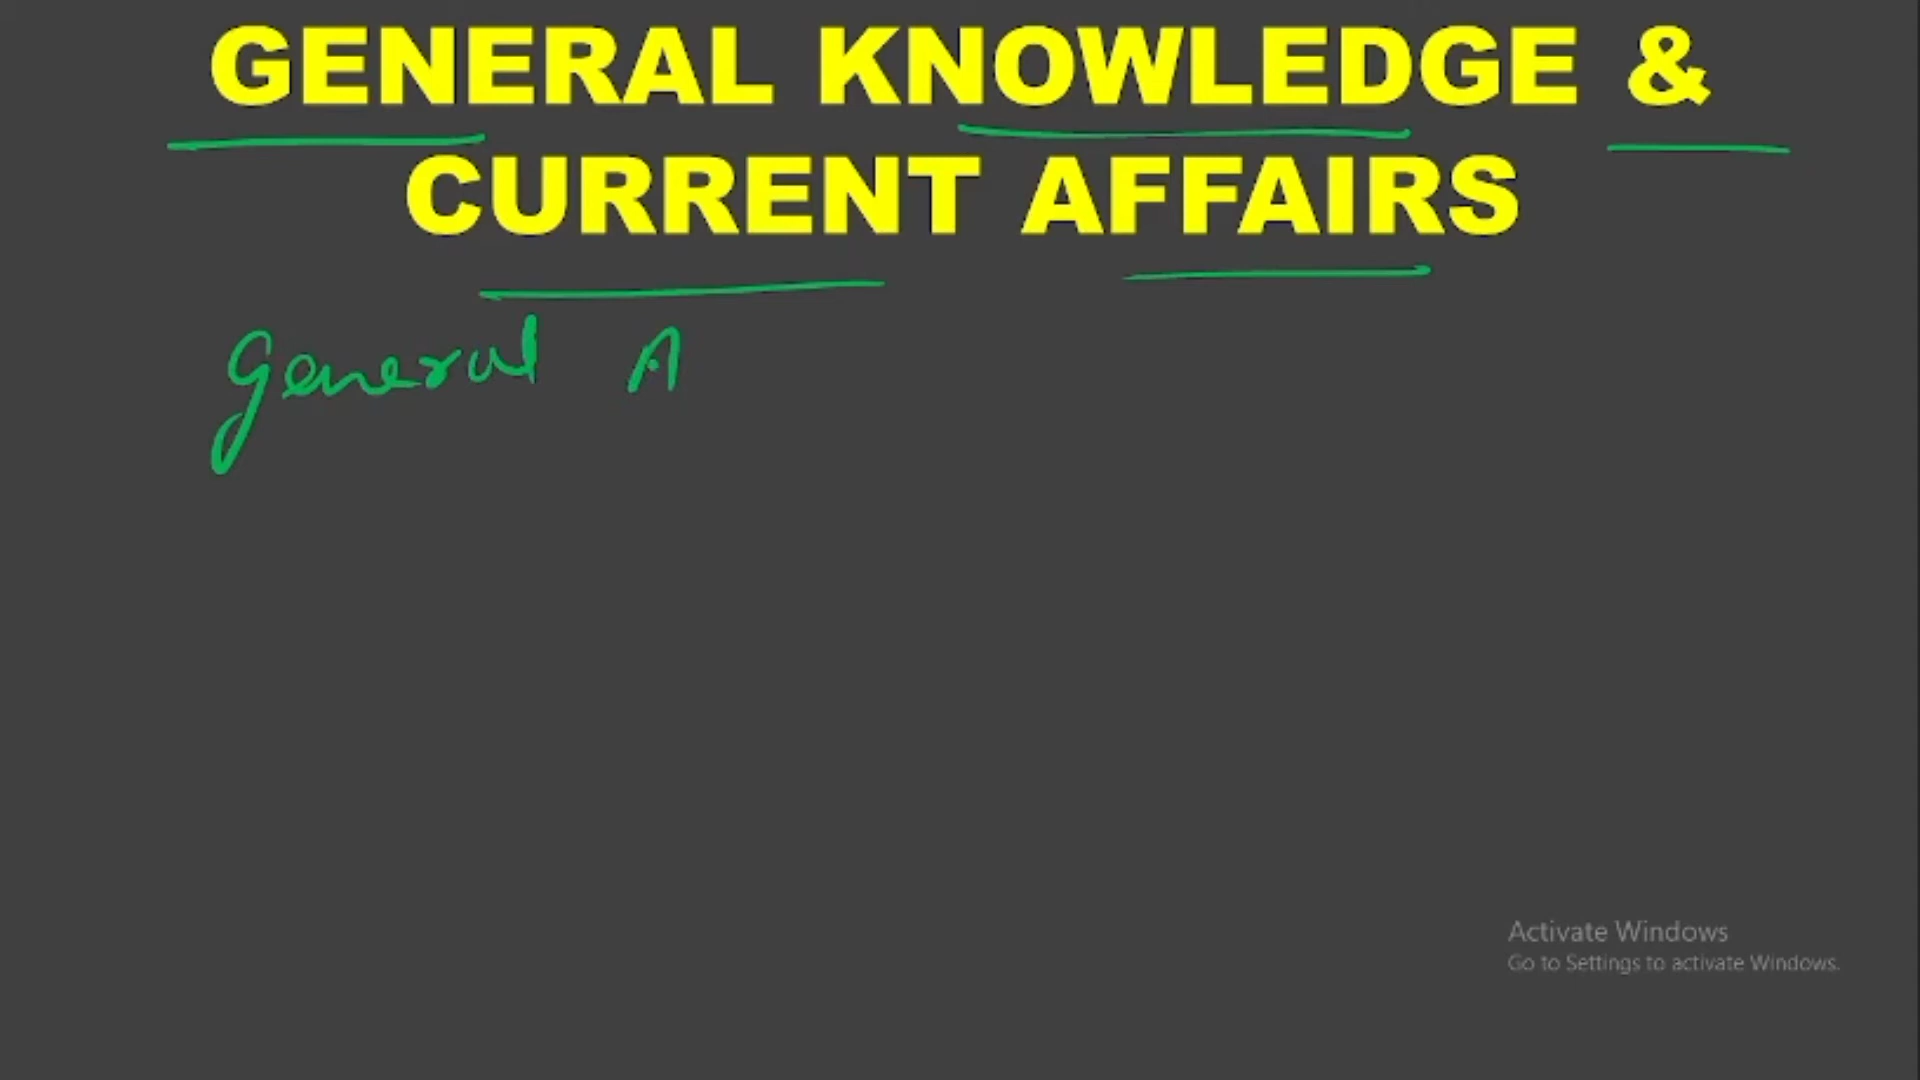 GENERAL KNOWLEDGE &
CURRENT AFFAIRS
General A
Activate Windows
Go to Settings to activate Windows.